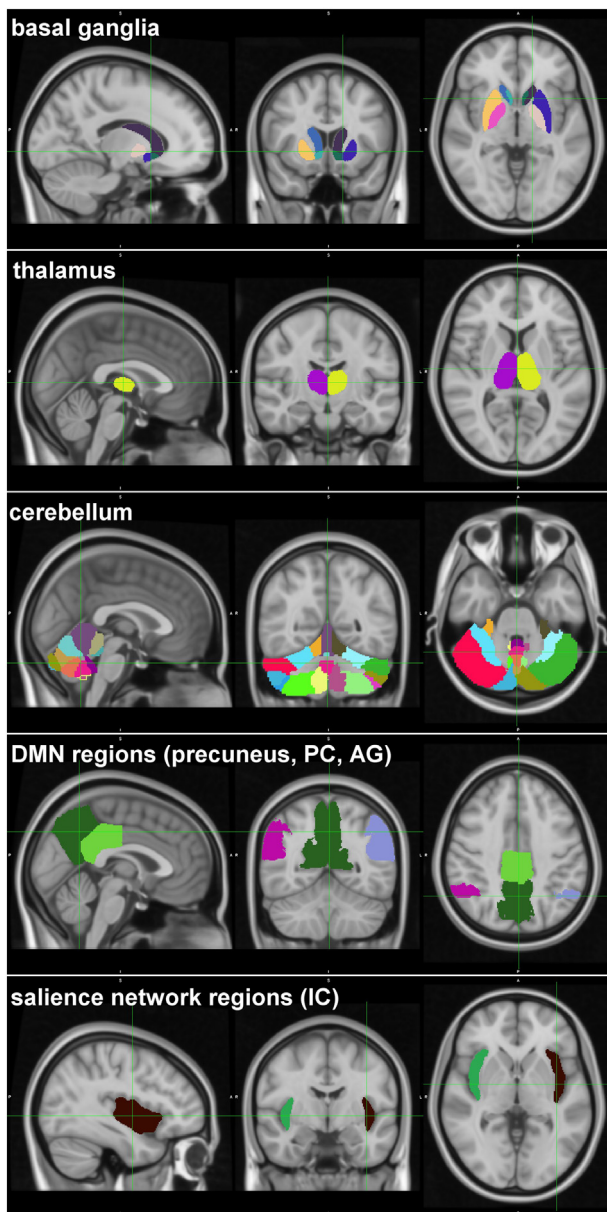 basal ganglia
thalamus
cerebellum
DMN regions (precuneus, PC, AG)
salience network regions (IC)